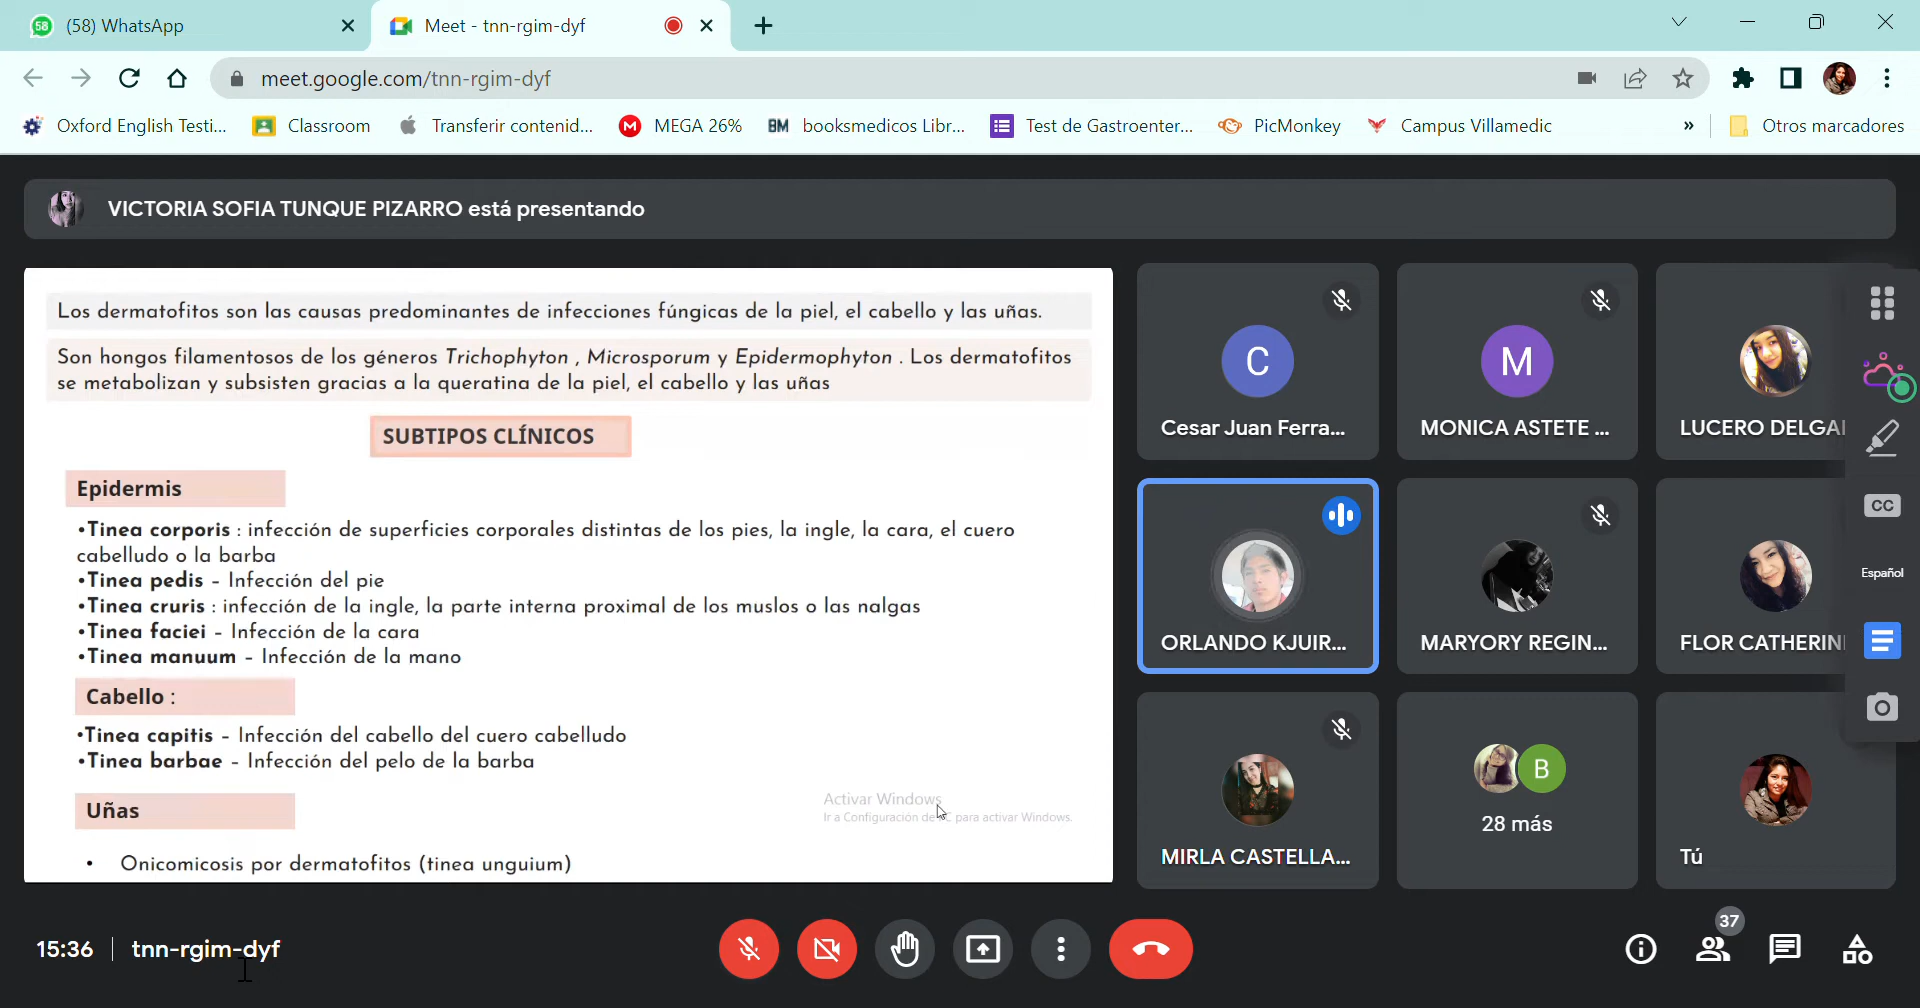 58
(58) WhatsApp
Meet - tnn-rgim-dyf
meet.google.com/tnn-rgim-dyf
Oxford English Testi...
Classroom
Transferir contenid...
M
MEGA 26%
BM
booksmedicos Libr...
Test de Gastroenter...
PicMonkey
Campus Villamedic
»
Otros marcadores
VICTORIA SOFIA TUNQUE PIZARRO está presentando
Los dermatofitos son las causas predominantes de infecciones fúngicas de la piel, el cabello y las uñas.
Son hongos filamentosos de los géneros Trichophyton , Microsporum y Epidermophyton . Los dermatofitos
se metabolizan y subsisten gracias a la queratina de la piel, el cabello y las uñas
SUBTIPOS CLÍNICOS
Epidermis
•Tinea corporis : infección de superficies corporales distintas de los pies, la ingle, la cara, el cuero
cabelludo o la barba
•Tinea pedis – Infección del pie
•Tinea cruris : infección de la ingle, la parte interna proximal de los muslos o las nalgas
•Tinea faciei – Infección de la cara
•Tinea manuum – Infección de la mano
Cabello :
•Tinea capitis – Infección del cabello del cuero cabelludo
•Tinea barbae – Infección del pelo de la barba
Uñas
• Onicomicosis por dermatofitos (tinea unguium)
Activar Windows
Ir a Configuración de para activar Windows.
C
Cesar Juan Ferra...
M
MONICA ASTETE ...
LUCERO DELGA
ORLANDO KJUIR...
MARYORY REGIN...
FLOR CATHERIN
MIRLA CASTELLA...
B
28 más
Tú
CC
Español
15:36
tnn-rgim-dyf
37